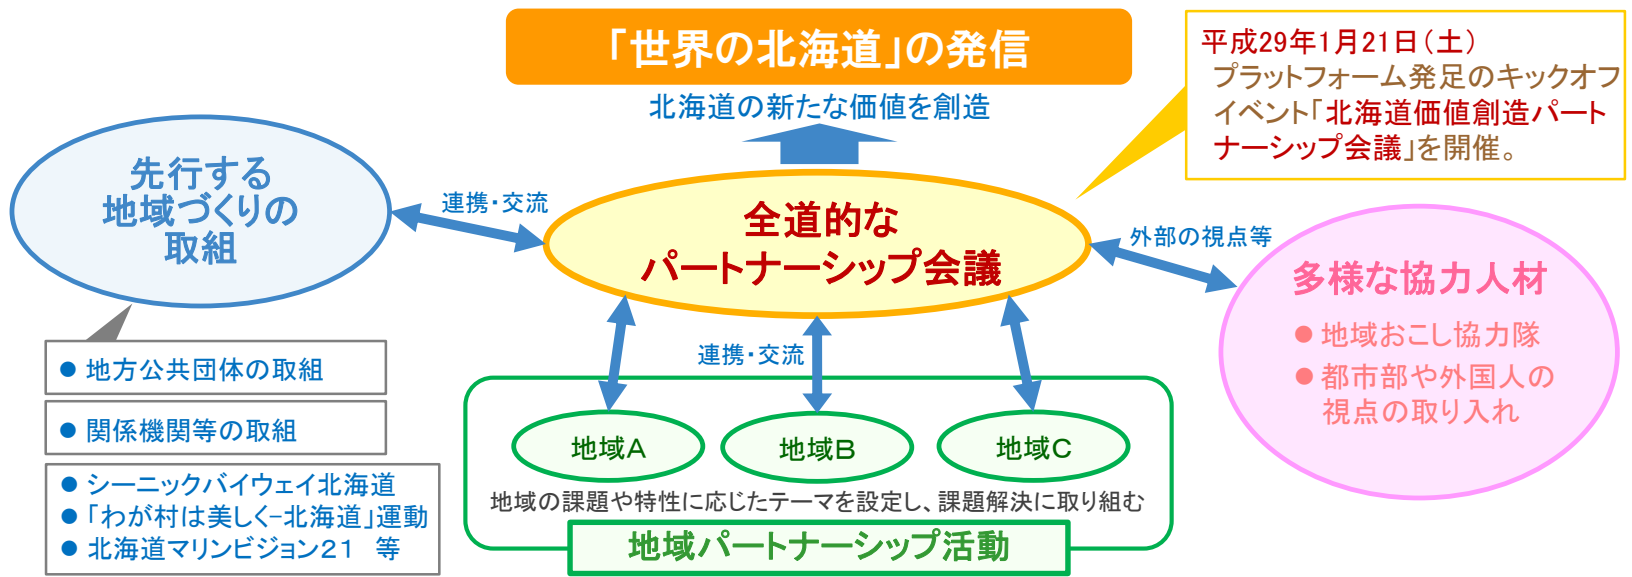 「世界の北海道」の発信
北海道の新たな価値を創造
平成29年1月21日（土）
プラットフォーム発足のキックオフ
イベント「北海道価値創造パート
ナーシップ会議」を開催。
先行する
地域づくりの
取組
連携・交流
全道的な
パートナーシップ会議
外部の視点等
多様な協力人材
● 地域おこし協力隊
● 都市部や外国人の
視点の取り入れ
● 地方公共団体の取組
● 関係機関等の取組
● シーニックバイウェイ北海道
● 「わが村は美しく−北海道」運動
● 北海道マリンビジョン２１　等
連携・交流
地域Ａ
地域Ｂ
地域Ｃ
地域の課題や特性に応じたテーマを設定し、課題解決に取り組む
地域パートナーシップ活動